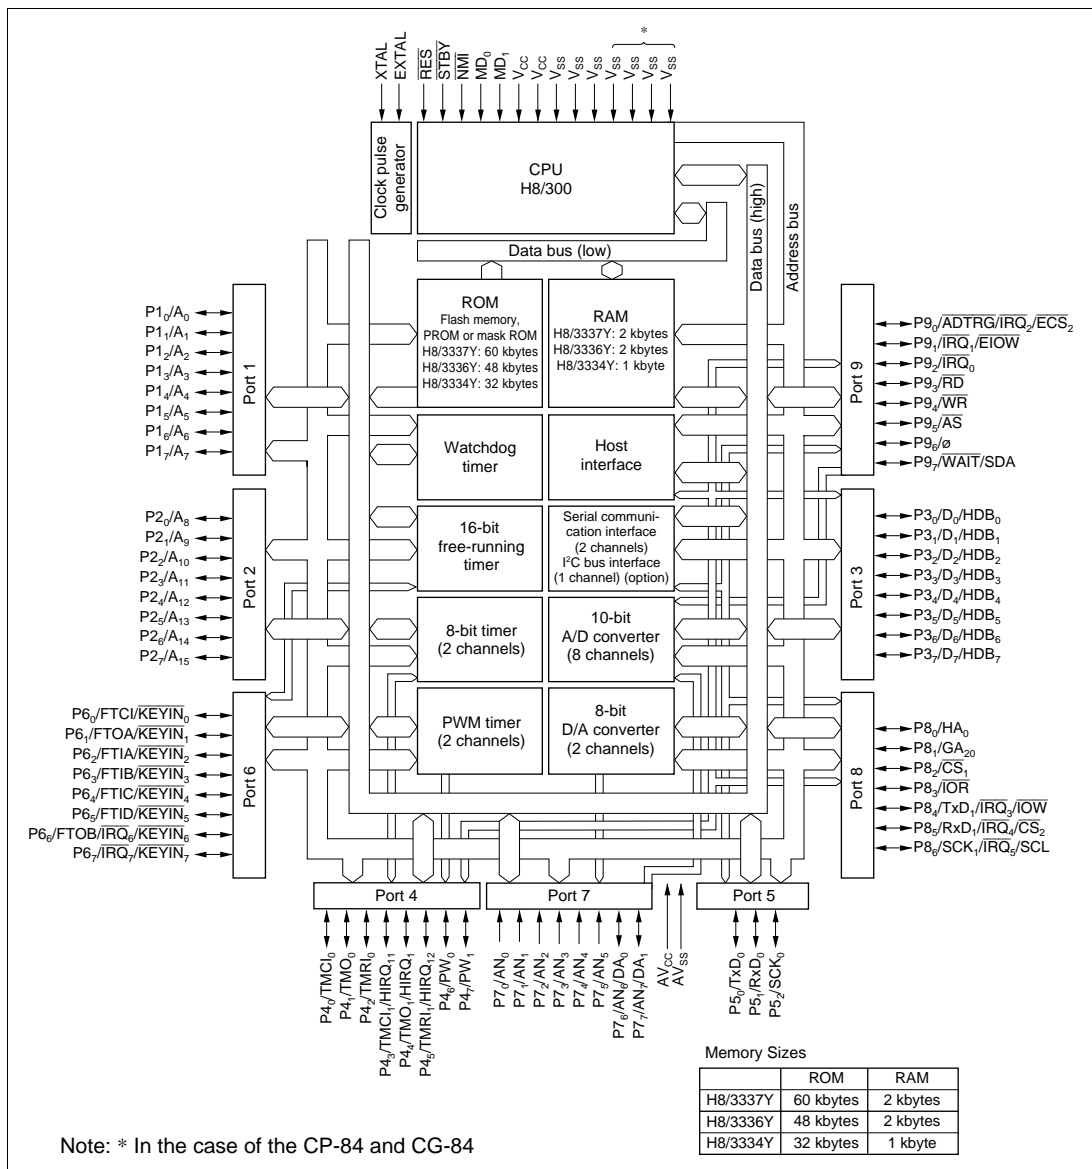 *
XTAL
EXTAL
RES
STBY
NMI
MD0
MD1
VCC
VCC
VSS
VSS
VSS
VSS
VSS
VSS
VSS
Clock pulse
generator
CPU
H8/300
Data bus (low)
Data bus (high)
Address bus
ROM
Flash memory,
PROM or mask ROM
H8/3337Y: 60 kbytes
H8/3336Y: 48 kbytes
H8/3334Y: 32 kbytes
RAM
H8/3337Y: 2 kbytes
H8/3336Y: 2 kbytes
H8/3334Y: 1 kbyte
Watchdog
timer
Host
interface
16-bit
free-running
timer
Serial communi-
cation interface
(2 channels)
I²C bus interface
(1 channel) (option)
8-bit timer
(2 channels)
10-bit
A/D converter
(8 channels)
PWM timer
(2 channels)
8-bit
D/A converter
(2 channels)
P10/A0
P11/A1
P12/A2
P13/A3
P14/A4
P15/A5
P16/A6
P17/A7
Port 1
P20/A8
P21/A9
P22/A10
P23/A11
P24/A12
P25/A13
P26/A14
P27/A15
Port 2
P60/FTCI/KEYIN0
P61/FTOA/KEYIN1
P62/FTIA/KEYIN2
P63/FTIB/KEYIN3
P64/FTIC/KEYIN4
P65/FTID/KEYIN5
P66/FTOB/IRQ6/KEYIN6
P67/IRQ7/KEYIN7
Port 6
Port 9
P90/ADTRG/IRQ2/ECS2
P91/IRQ1/EIOW
P92/IRQ0
P93/RD
P94/WR
P95/AS
P96/ø
P97/WAIT/SDA
Port 3
P30/D0/HDB0
P31/D1/HDB1
P32/D2/HDB2
P33/D3/HDB3
P34/D4/HDB4
P35/D5/HDB5
P36/D6/HDB6
P37/D7/HDB7
Port 8
P80/HA0
P81/GA20
P82/CS1
P83/IOR
P84/TxD1/IRQ3/IOW
P85/RxD1/IRQ4/CS2
P86/SCK1/IRQ5/SCL
Port 4
P40/TMCI0
P41/TMO0
P42/TMRI0
P43/TMCI1/HIRQ11
P44/TMO1/HIRQ1
P45/TMRI1/HIRQ12
P46/PW0
P47/PW1
Port 7
P70/AN0
P71/AN1
P72/AN2
P73/AN3
P74/AN4
P75/AN5
P76/AN6/DA0
P77/AN7/DA1
AVCC
AVSS
Port 5
P50/TxD0
P51/RxD0
P52/SCK0
Memory Sizes
ROM RAM
H8/3337Y 60 kbytes 2 kbytes
H8/3336Y 48 kbytes 2 kbytes
H8/3334Y 32 kbytes 1 kbyte
Note: * In the case of the CP-84 and CG-84